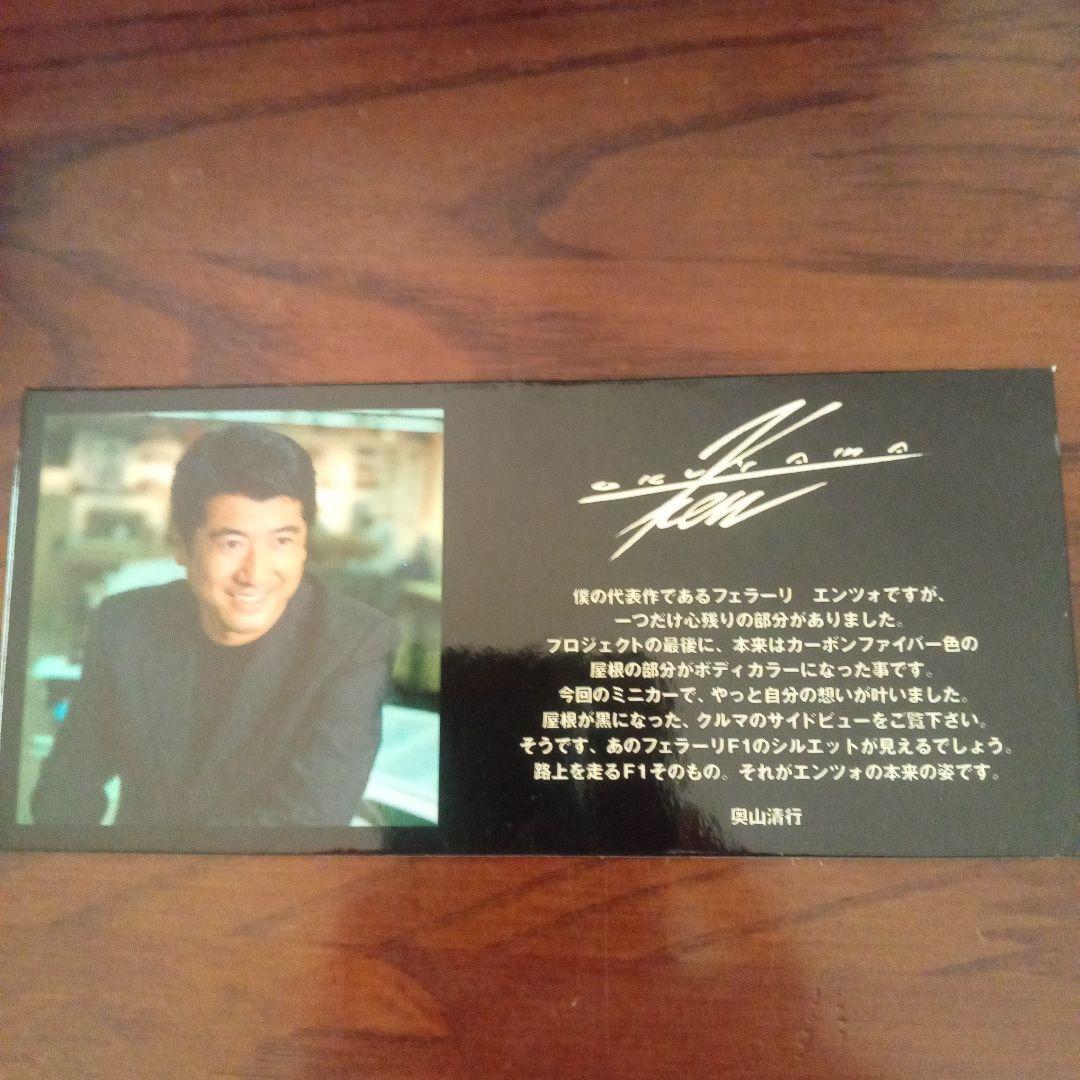 OKUYAMA
Ken
僕の代表作であるフェラーリ　エンツォですが、
一つだけ心残りの部分がありました。
プロジェクトの最後に、本来はカーボンファイバー色の
屋根の部分がボディカラーになった事です。
今回のミニカーで、やっと自分の想いが叶いました。
屋根が黒になった、クルマのサイドビューをご覧下さい。
そうです、あのフェラーリF1のシルエットが見えるでしょう。
路上を走るF1そのもの。それがエンツォの本来の姿です。
奥山清行